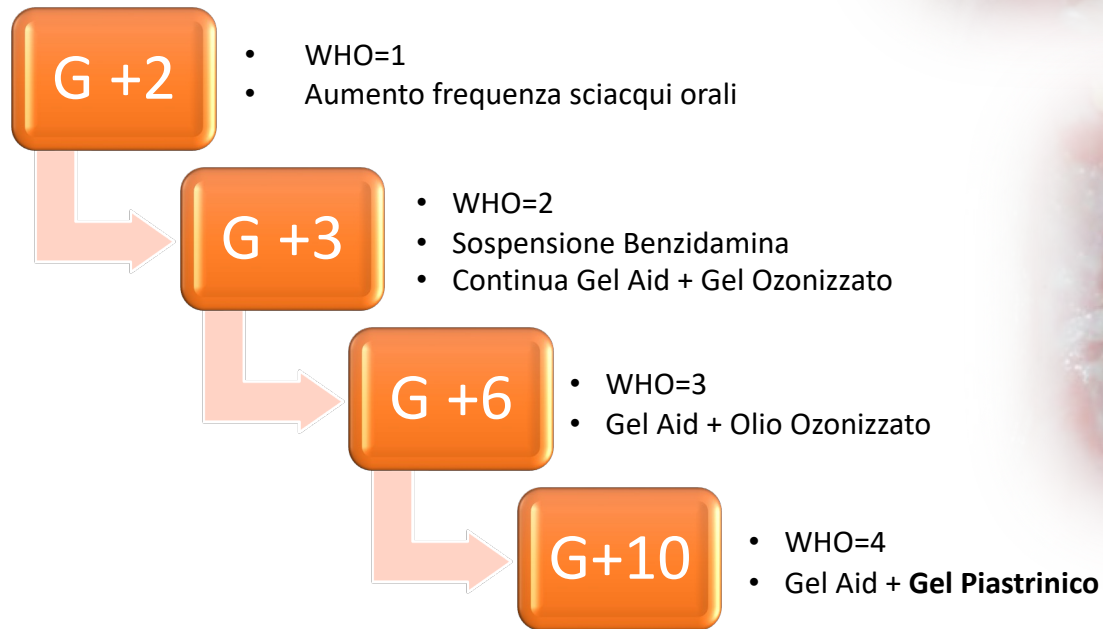 G +2
• WHO=1
• Aumento frequenza sciacqui orali
G +3
• WHO=2
• Sospensione Benzidamina
• Continua Gel Aid + Gel Ozonizzato
G +6
• WHO=3
• Gel Aid + Olio Ozonizzato
G+10
• WHO=4
• Gel Aid + Gel Piastrinico